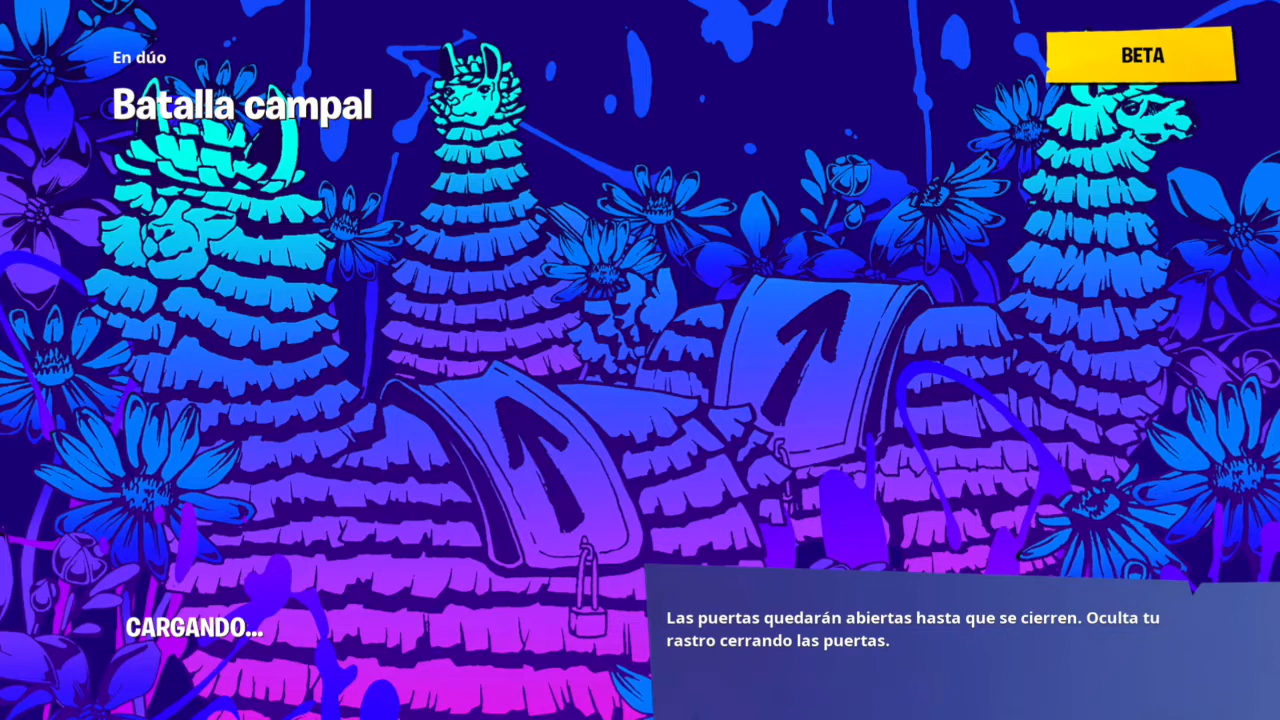 En dúo
Batalla campal
BETA
CARGANDO...
Las puertas quedarán abiertas hasta que se cierren. Oculta tu
rastro cerrando las puertas.